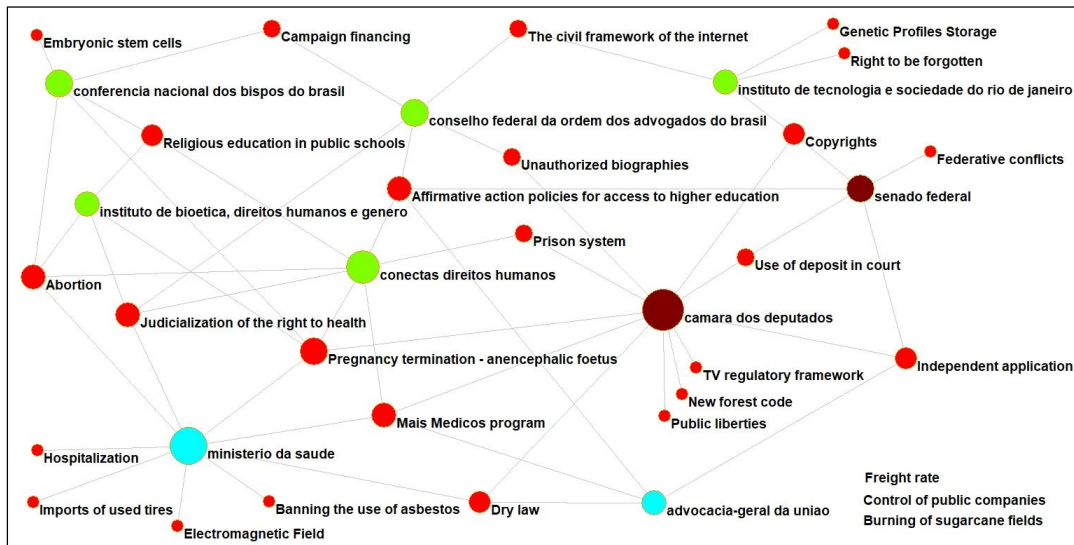 Embryonic stem cells
Campaign financing
The civil framework of the internet
Genetic Profiles Storage
Right to be forgotten
conferencia nacional dos bispos do brasil
instituto de tecnologia e sociedade do rio de janeiro
conselho federal da ordem dos advogados do brasil
Religious education in public schools
Copyrights
Unauthorized biographies
Federative conflicts
Affirmative action policies for access to higher education
senado federal
instituto de bioetica, direitos humanos e genero
Prison system
Use of deposit in court
conectas direitos humanos
Abortion
camara dos deputados
Judicialization of the right to health
Pregnancy termination - anencephalic foetus
Independent application
TV regulatory framework
New forest code
Public liberties
Mais Medicos program
ministerio da saude
Hospitalization
Freight rate
Control of public companies
Imports of used tires
Banning the use of asbestos
Dry law
advocacia-geral da uniao
Burning of sugarcane fields
Electromagnetic Field